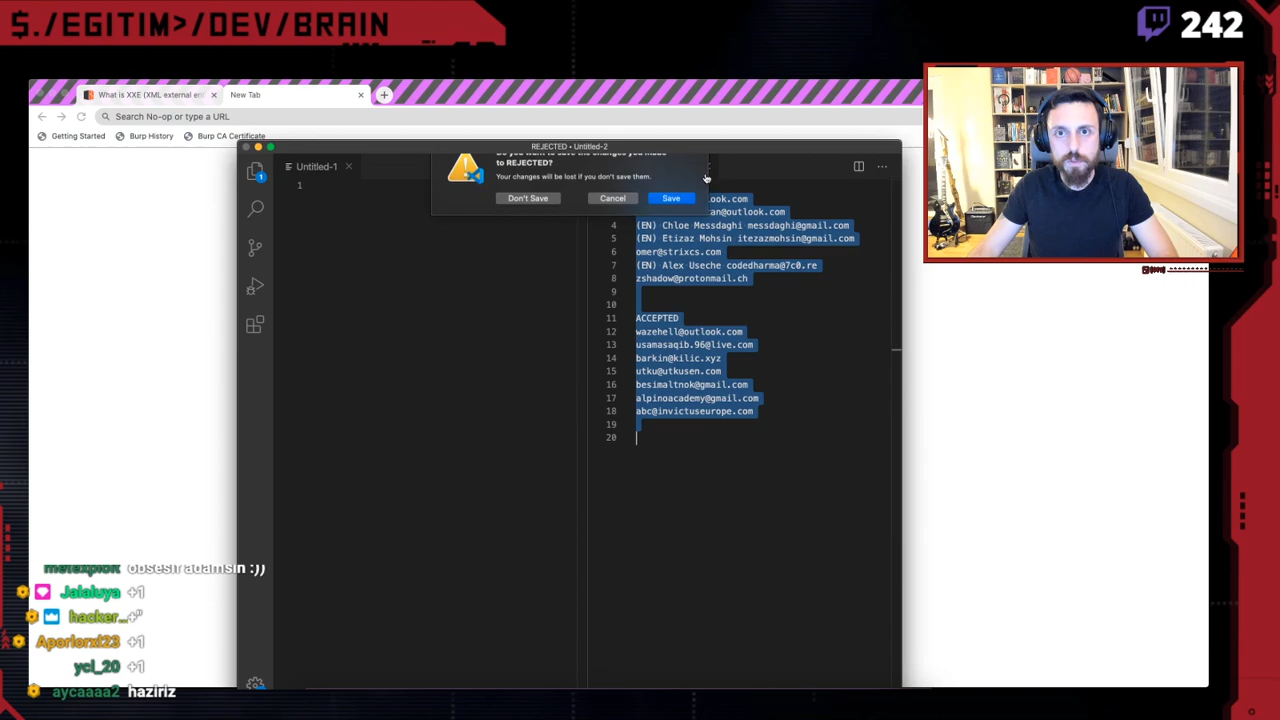 $./EGITIM>/DEV/BRAIN
242
What is XXE (XML external en
New Tab
Search No-op or type a URL
Getting Started
Burp History
Burp CA Certificate
REJECTED • Untitled-2
Untitled-1
to REJECTED?
Your changes will be lost if you don't save them.
Don't Save
Cancel
Save
1
1
look.com
an@outlook.com
4 (EN) Chloe Messdaghi messdaghi@gmail.com
5 (EN) Etizaz Mohsin itezazmohsin@gmail.com
6 omer@strixcs.com
7 (EN) Alex Useche codedharma@7c0.re
8 zshadow@protonmail.ch
9
10
11 ACCEPTED
12 wazehell@outlook.com
13 usamasaqib.96@live.com
14 barkin@kilic.xyz
15 utku@utkusen.com
16 besimaltnok@gmail.com
17 alpinoacademy@gmail.com
18 abc@invictuseurope.com
19
20
adamsin :))
Jalaluya +1
hacker... +"
+1
ycl_20 +1
aycaaaa2 haziriz